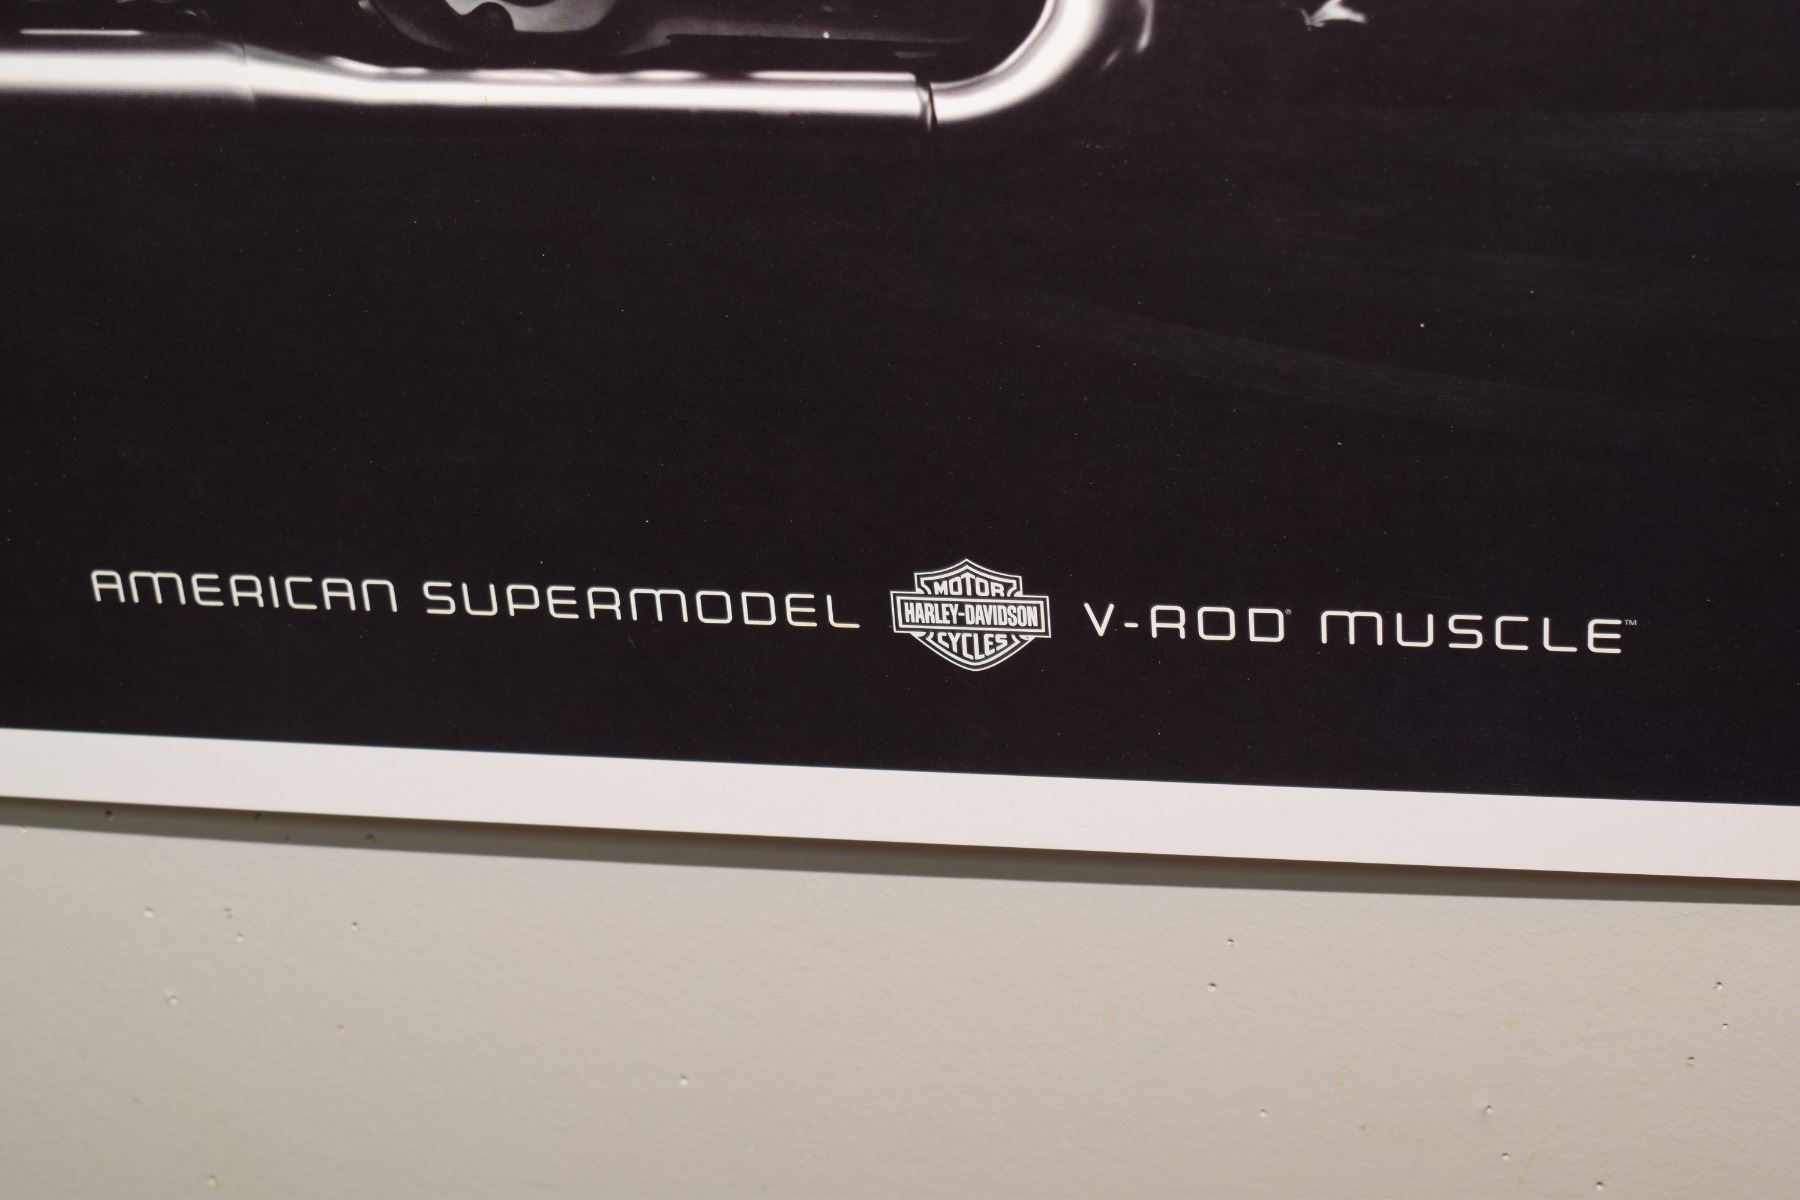 AMERICAN SUPERMODEL MOTOR HARLEY-DAVIDSON CYCLES V-ROD® MUSCLE™